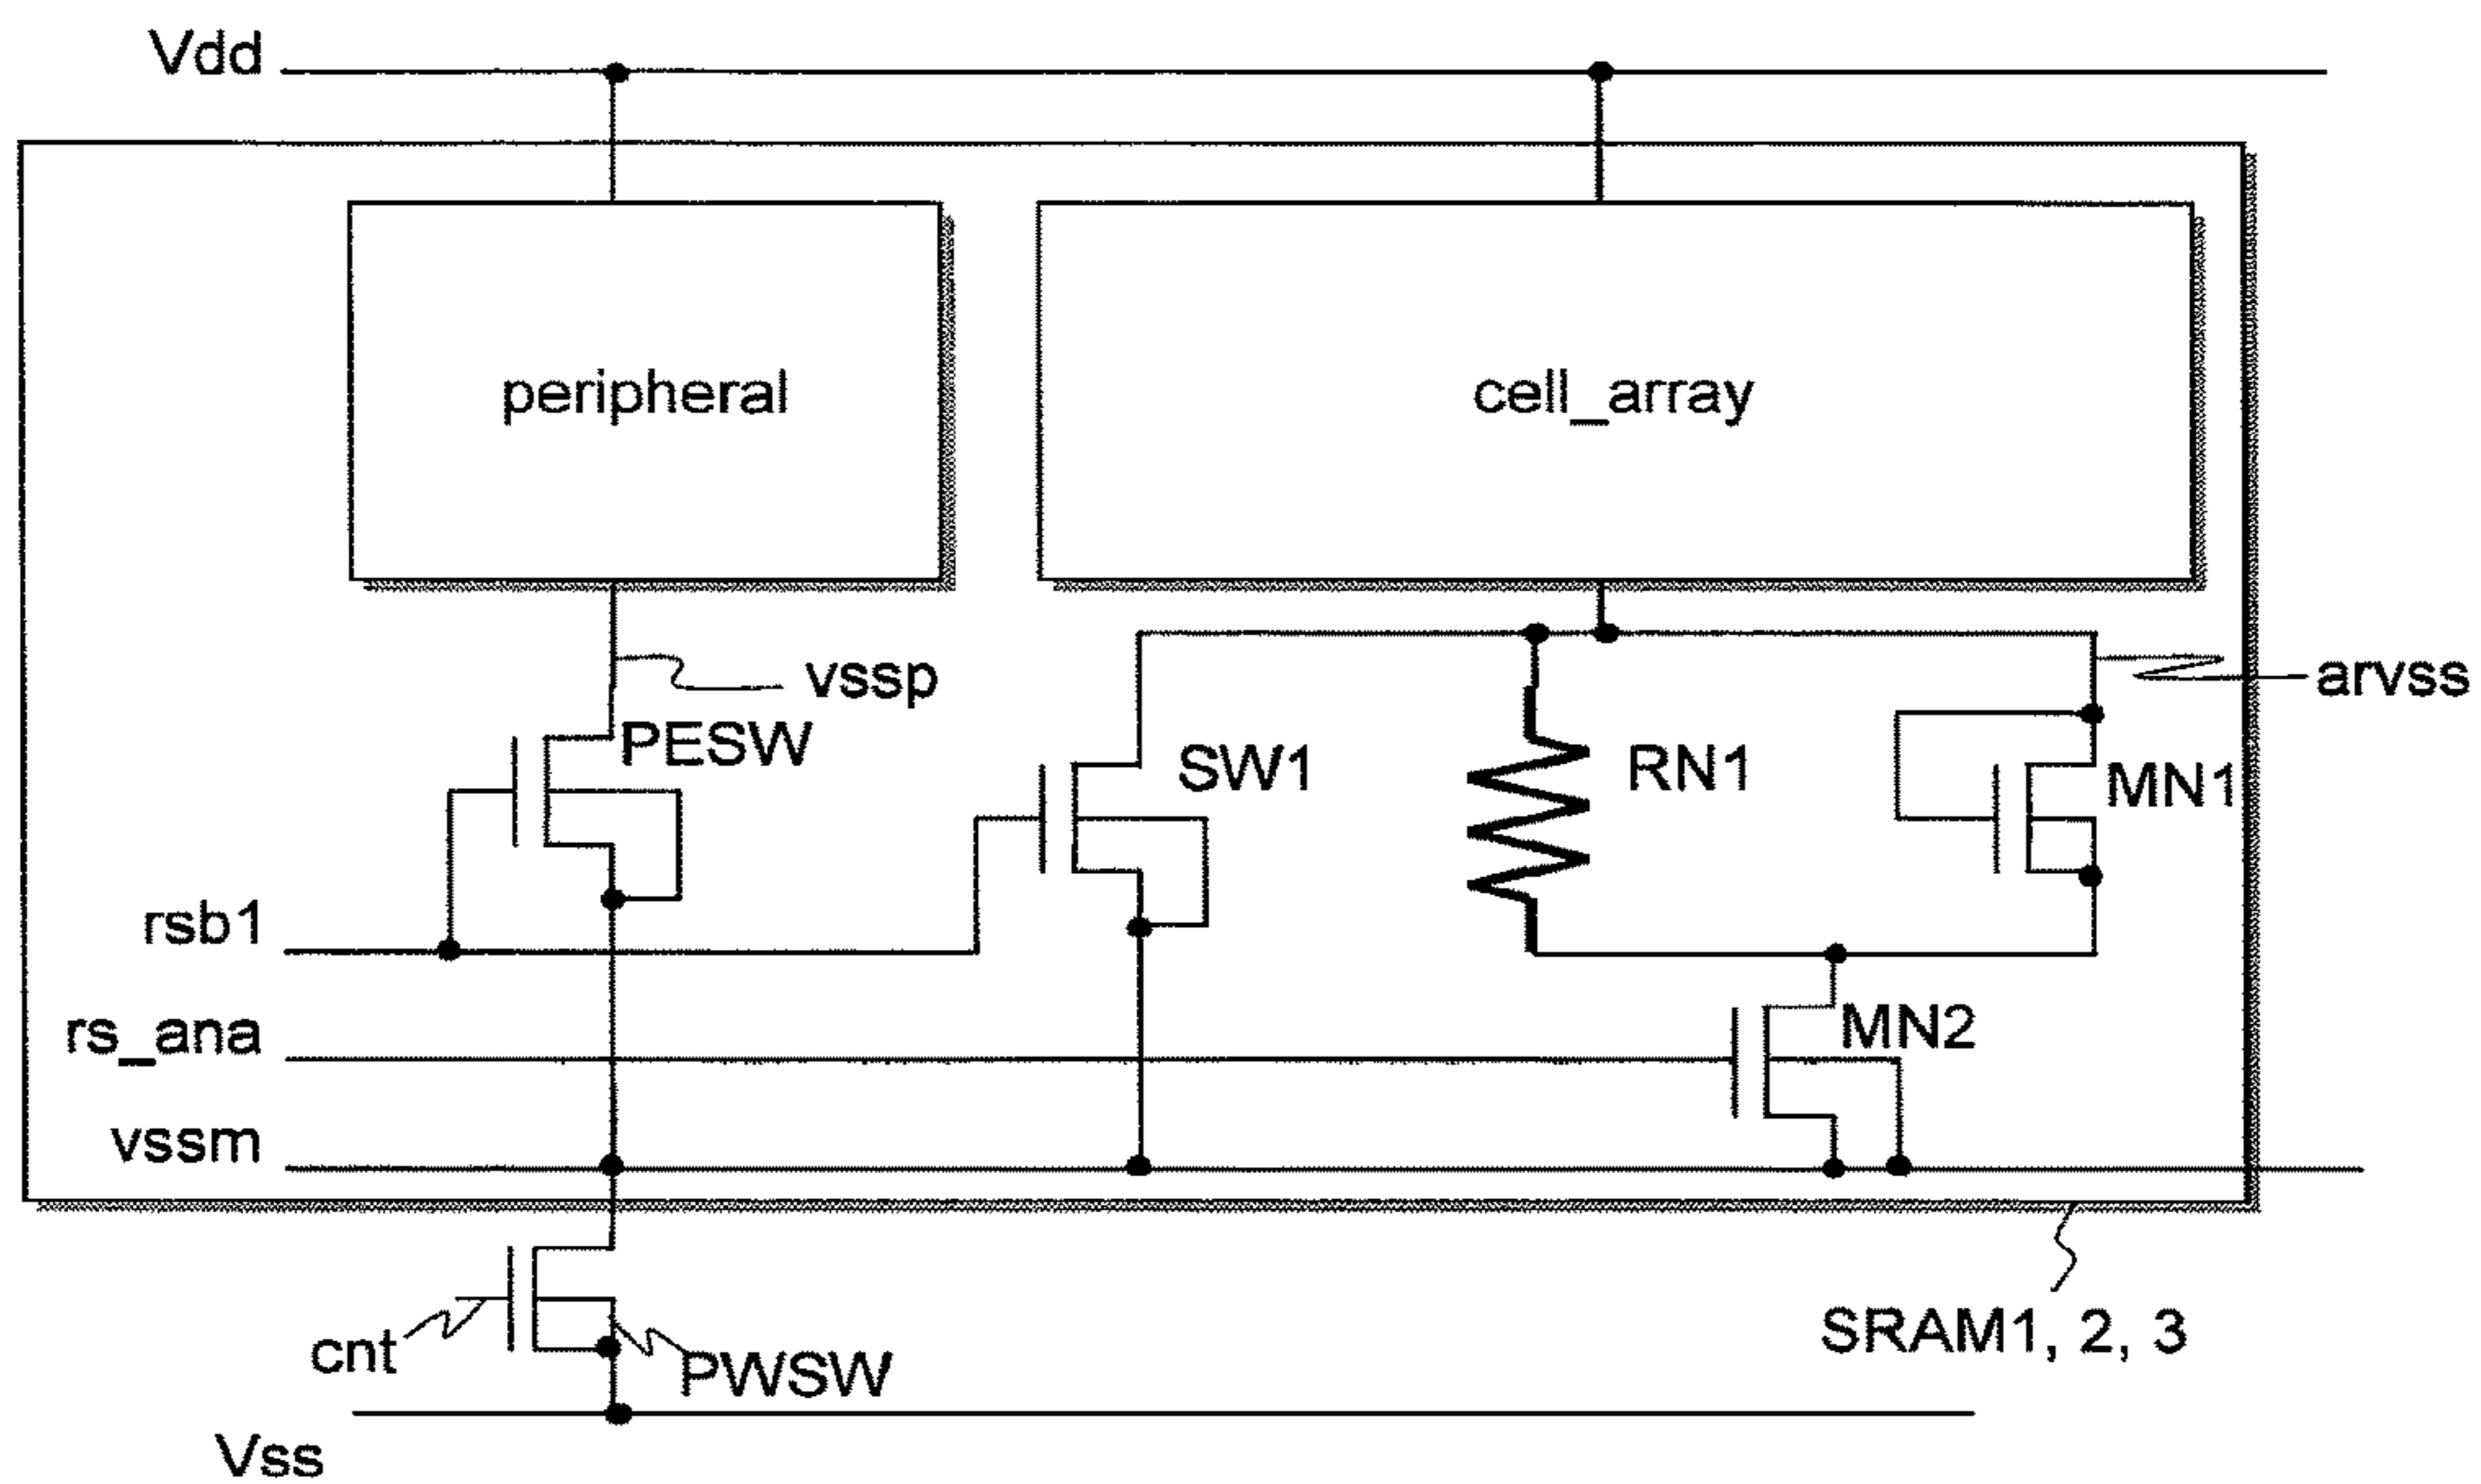 Vdd
peripheral
cell_array
vssp
arvss
PESW
SW1
RN1
MN1
rsb1
rs_ana
MN2
vssm
cnt
PWSW
SRAM1, 2, 3
Vss